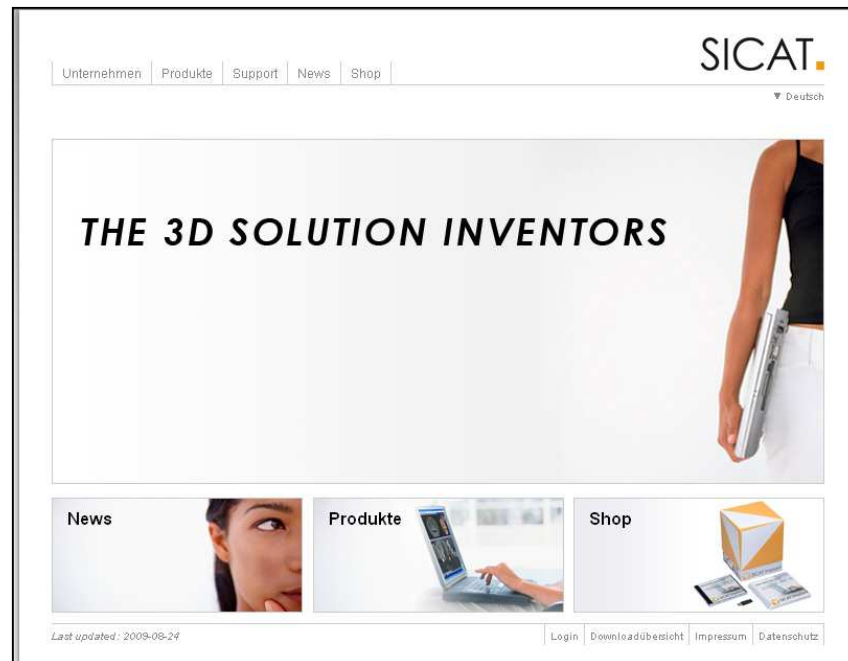 SICAT.
Unternehmen Produkte Support News Shop
▼ Deutsch
THE 3D SOLUTION INVENTORS
News
Produkte
Shop
Last updated: 2009-08-24
Login Downloadübersicht Impressum Datenschutz